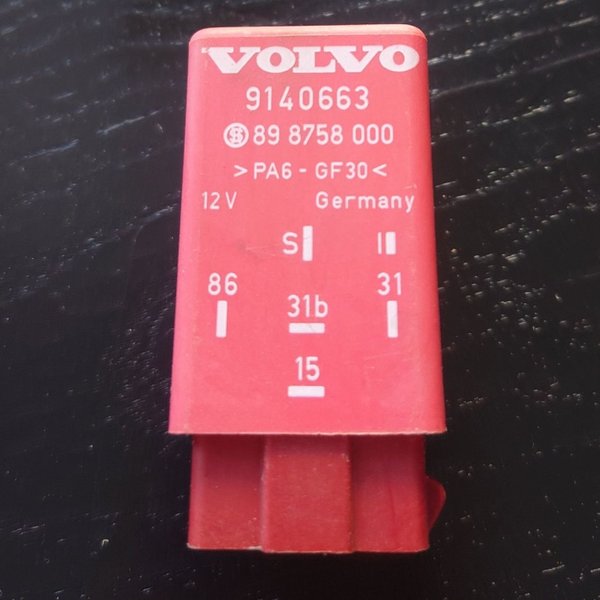 VOLVO
9140663
89 8758 000
>PA6-GF30<
12V Germany
S I
86 31b 31
15